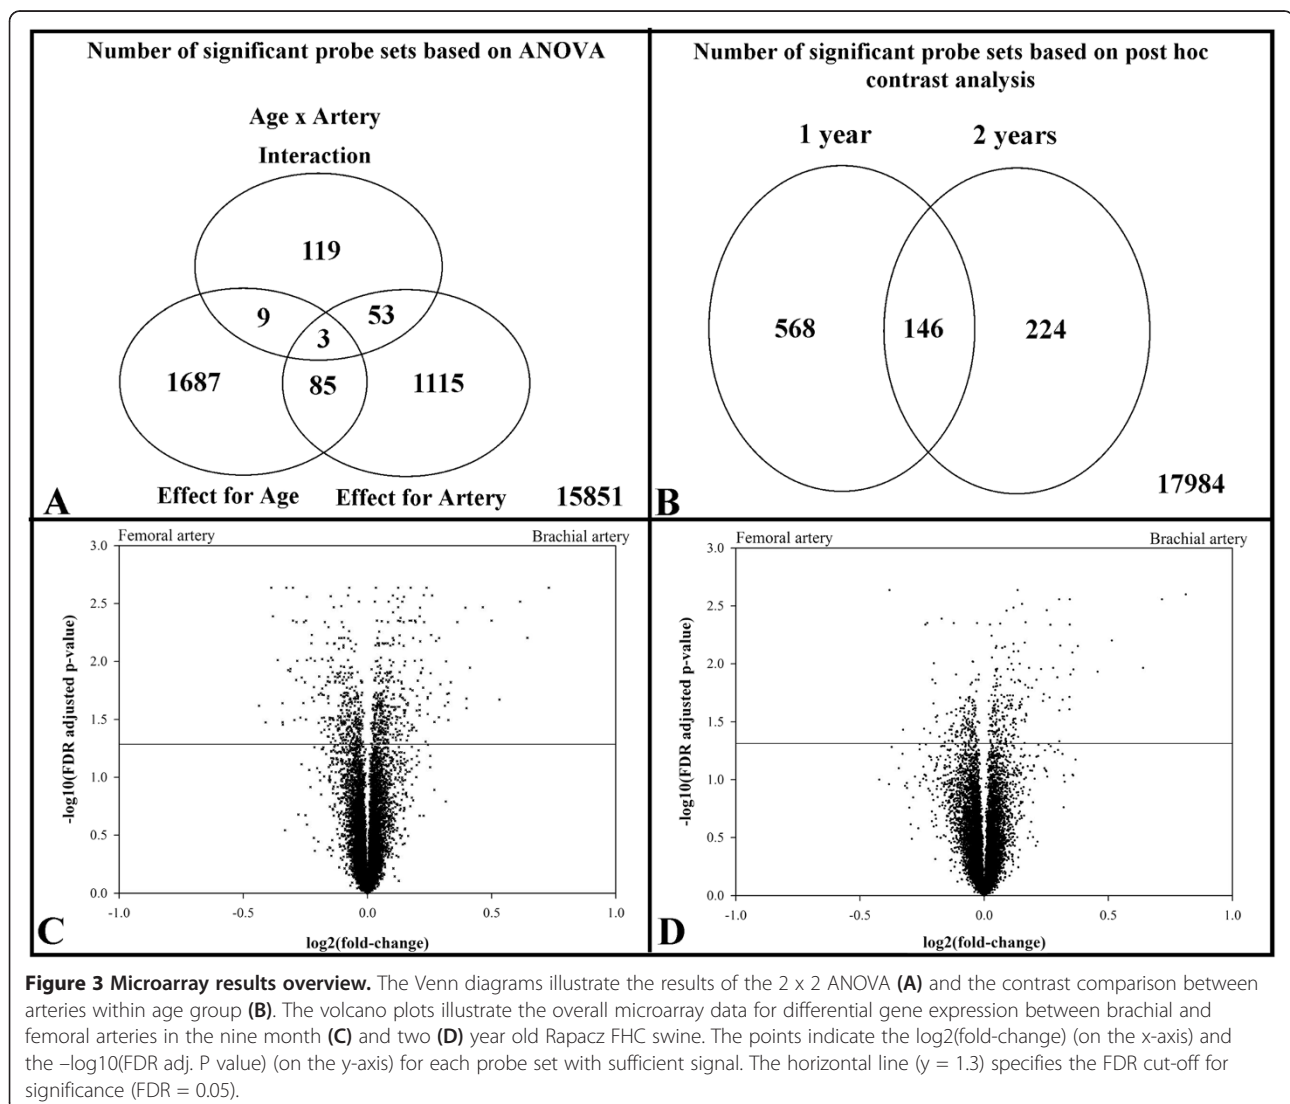 Number of significant probe sets based on ANOVA
Age x Artery
Interaction
119
9
53
3
1687
85
1115
Effect for Age
Effect for Artery
15851
A
Number of significant probe sets based on post hoc
contrast analysis
1 year
2 years
568
146
224
17984
B
Femoral artery
Brachial artery
3.0
2.5
2.0
1.5
1.0
0.5
0.0
-log10(FDR adjusted p-value)
-1.0
-0.5
0.0
0.5
1.0
log2(fold-change)
C
Femoral artery
Brachial artery
3.0
2.5
2.0
1.5
1.0
0.5
0.0
-log10(FDR adjusted p-value)
-1.0
-0.5
0.0
0.5
1.0
log2(fold-change)
D
Figure 3 Microarray results overview. The Venn diagrams illustrate the results of the 2 x 2 ANOVA (A) and the contrast comparison between
arteries within age group (B). The volcano plots illustrate the overall microarray data for differential gene expression between brachial and
femoral arteries in the nine month (C) and two (D) year old Rapacz FHC swine. The points indicate the log2(fold-change) (on the x-axis) and
the –log10(FDR adj. P value) (on the y-axis) for each probe set with sufficient signal. The horizontal line (y = 1.3) specifies the FDR cut-off for
significance (FDR = 0.05).